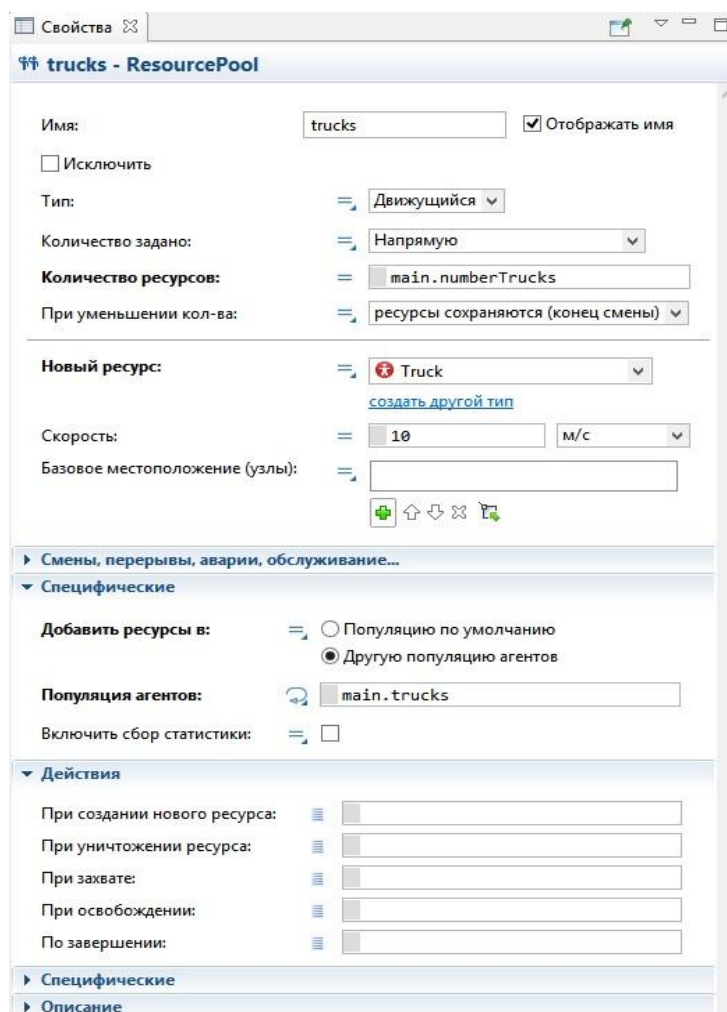 Свойства
trucks - ResourcePool
Имя: trucks Отображать имя
Исключить
Тип: Движущийся
Количество задано: Напрямую
Количество ресурсов: main.numberTrucks
При уменьшении кол-ва: ресурсы сохраняются (конец смены)
Новый ресурс: Truck
создать другой тип
Скорость: 10 м/с
Базовое местоположение (узлы):
Смены, перерывы, аварии, обслуживание...
Специфические
Добавить ресурсы в: Популяцию по умолчанию
Другую популяцию агентов
Популяция агентов: main.trucks
Включить сбор статистики:
Действия
При создании нового ресурса:
При уничтожении ресурса:
При захвате:
При освобождении:
По завершении:
Специфические
Описание